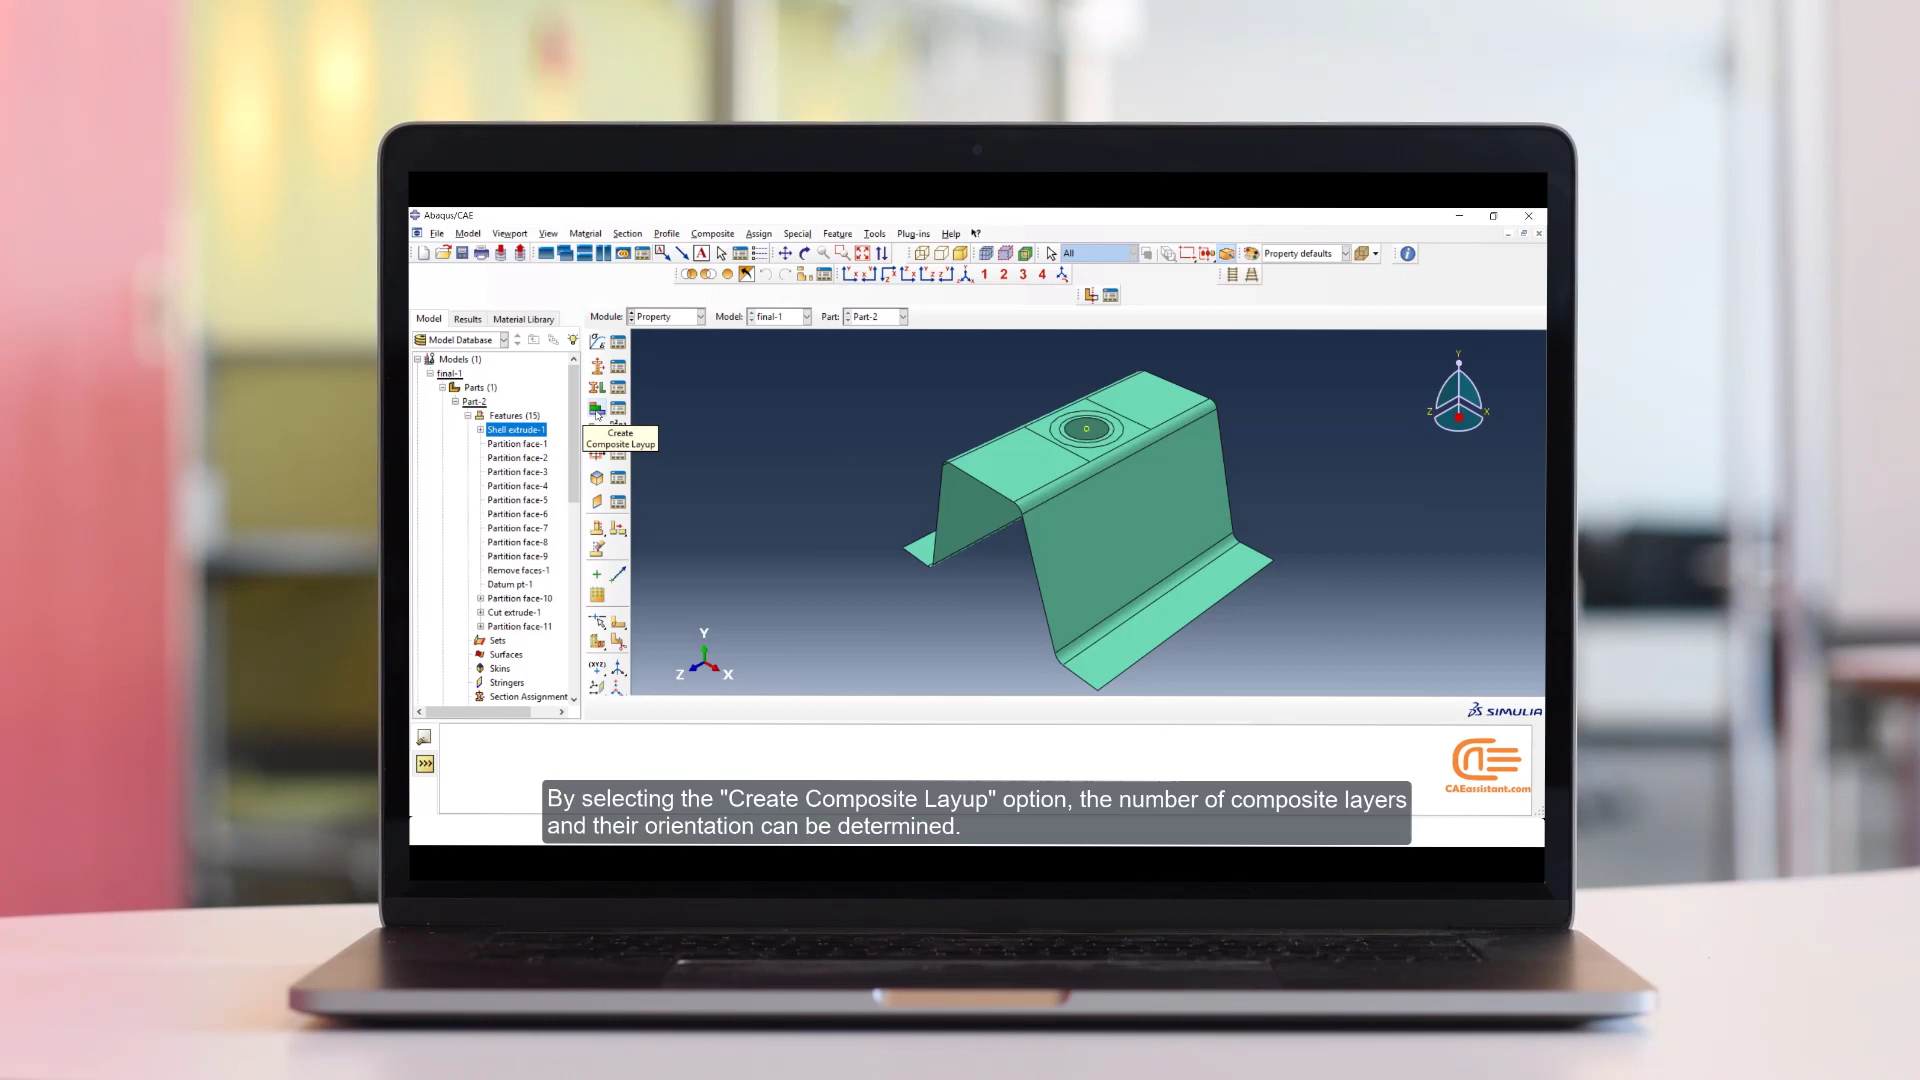 Abaqus/CAE
File Model Viewport View Material Section Profile Composite Assign Special Feature Tools Plug-ins Help
All
Property defaults
1 2 3 4
Model Results Material Library
Module: Property Model: final-1 Part: Part-2
Model Database
Models (1)
final-1
Parts (1)
Part-2
Features (15)
Shell extrude-1
Create
Composite Layup
Partition face-1
Partition face-2
Partition face-3
Partition face-4
Partition face-5
Partition face-6
Partition face-7
Partition face-8
Partition face-9
Remove faces-1
Datum pt-1
Partition face-10
Cut extrude-1
Partition face-11
Sets
Surfaces
Skins
Stringers
Section Assignment
(XYZ)
Y
Z X
Y
Z X
SIMULIA
>>>
CAEassistant.com
By selecting the "Create Composite Layup" option, the number of composite layers
and their orientation can be determined.